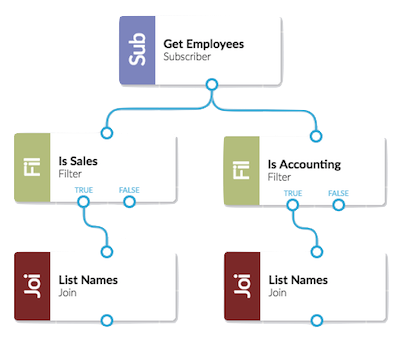 Sub
Get Employees
Subscriber
Fil
Is Sales
Filter
TRUE FALSE
Fil
Is Accounting
Filter
TRUE FALSE
Joi
List Names
Join
Joi
List Names
Join